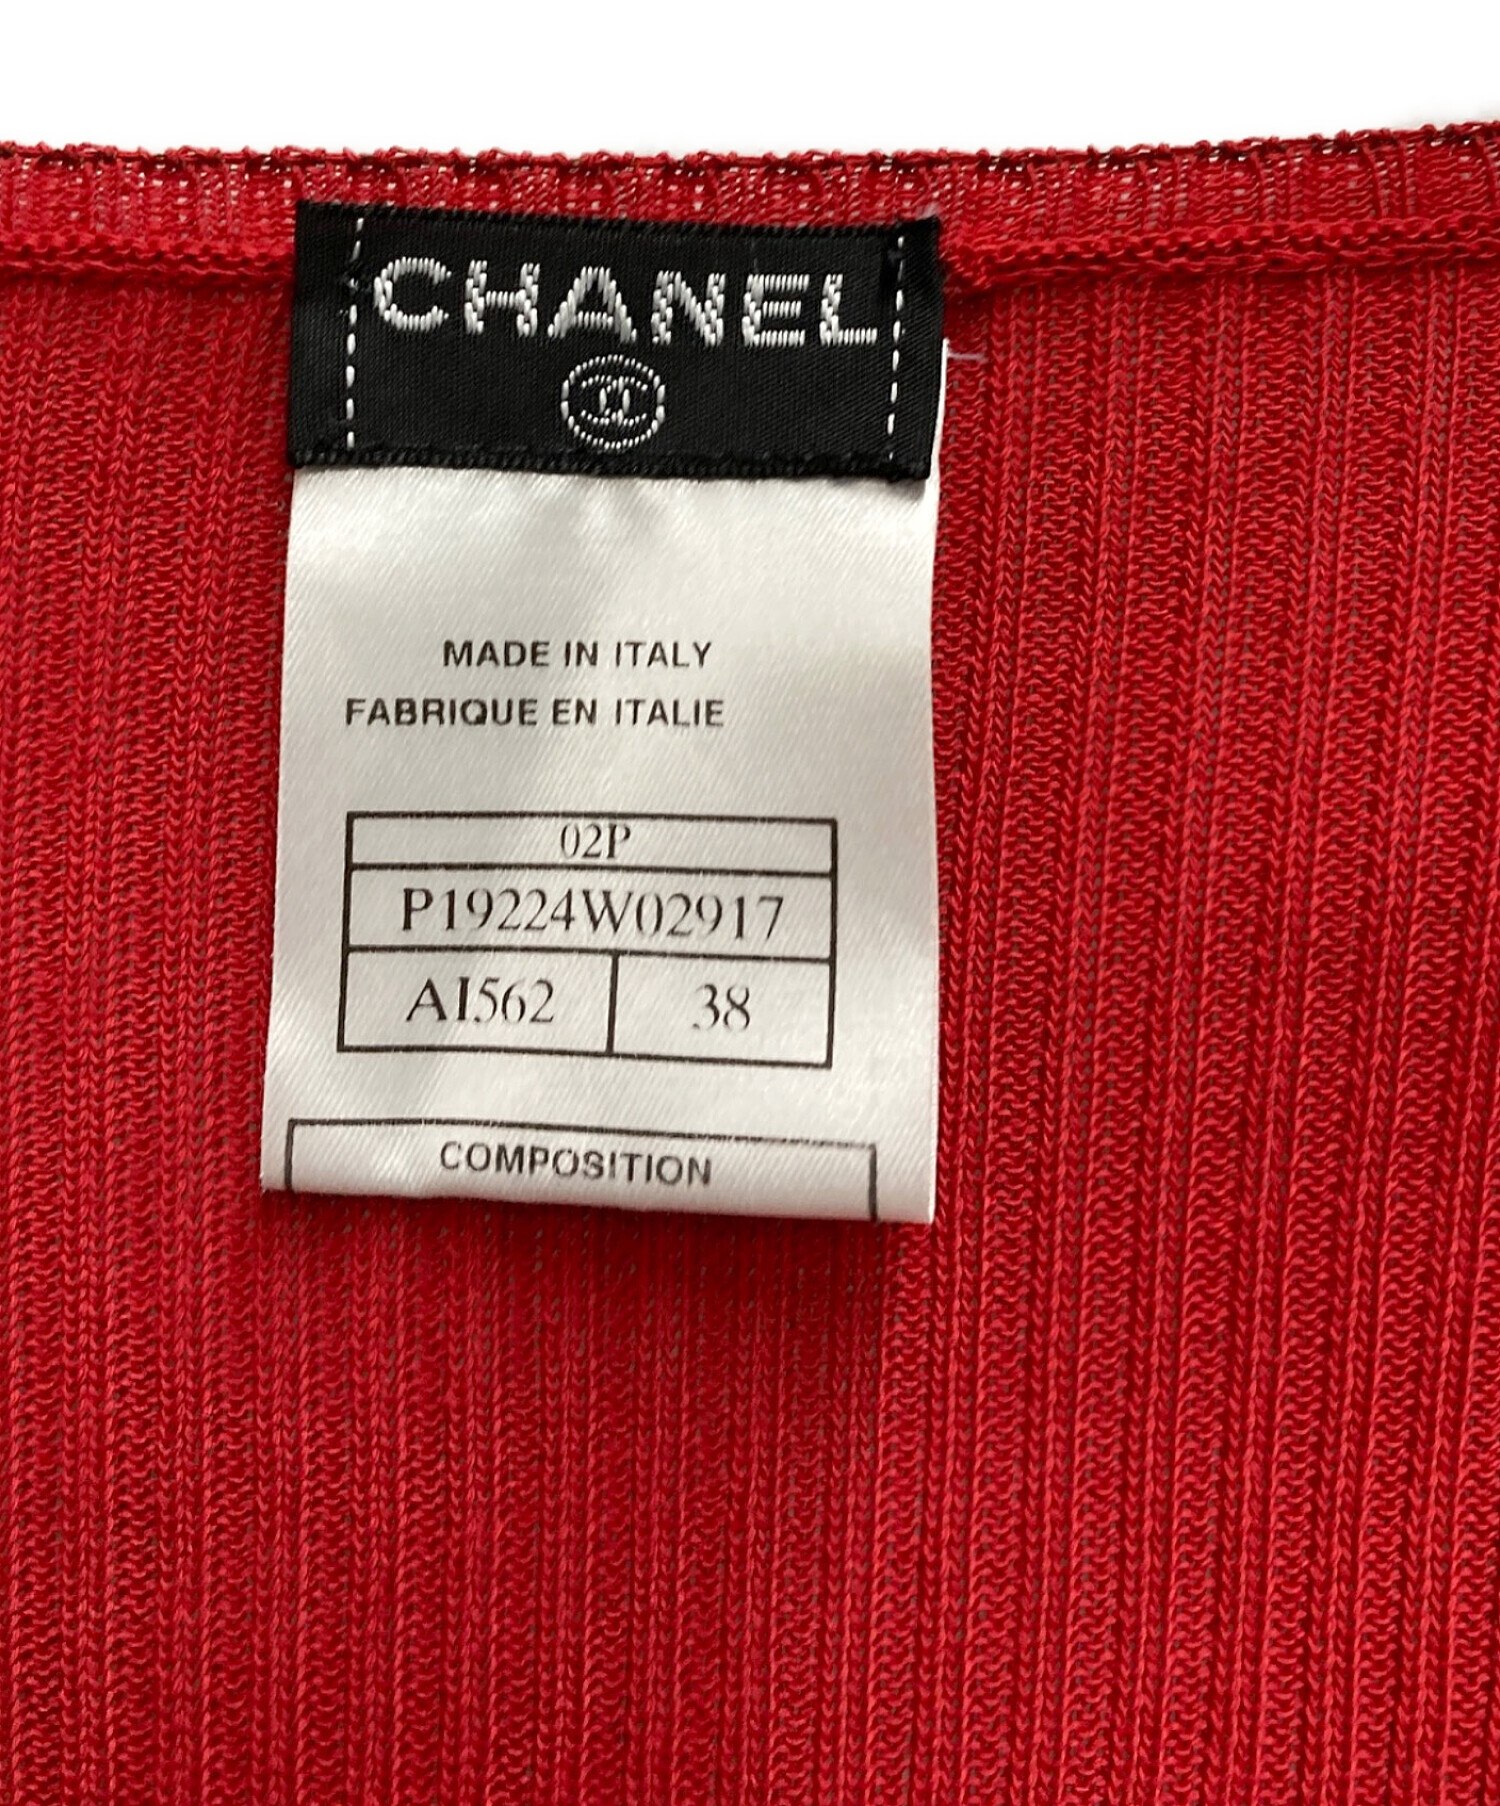 CHANEL
MADE IN ITALY
FABRIQUE EN ITALIE
02P
P19224W02917
AI562 38
COMPOSITION